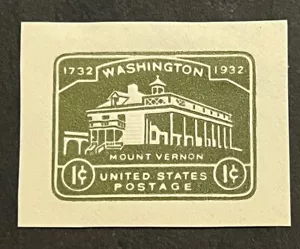 WASHINGTON
1732 1932
MOUNT VERNON
1¢ UNITED STATES 1¢
POSTAGE